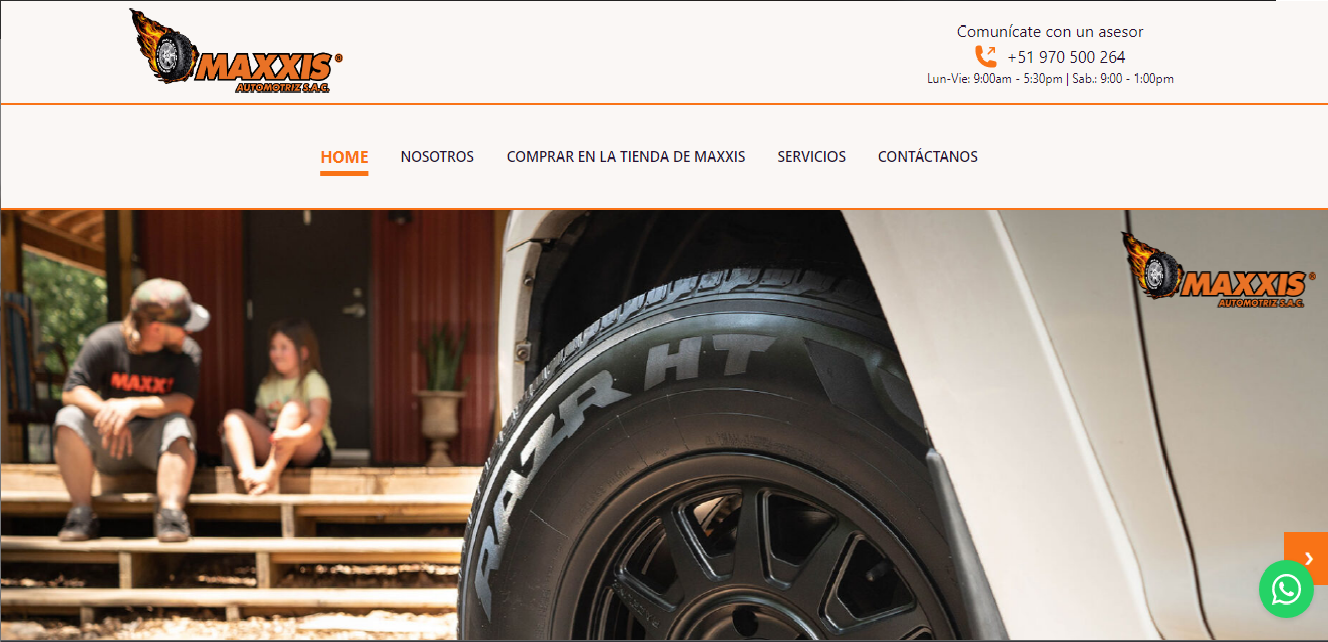 MAXXIS®
AUTOMOTRIZ S.A.C.
Comunícate con un asesor
+51 970 500 264
Lun-Vie: 9:00am - 5:30pm | Sab.: 9:00 - 1:00pm
HOME
NOSOTROS
COMPRAR EN LA TIENDA DE MAXXIS
SERVICIOS
CONTÁCTANOS
MAXXIS®
AUTOMOTRIZ S.A.C.
RAZR HT
MAXXI